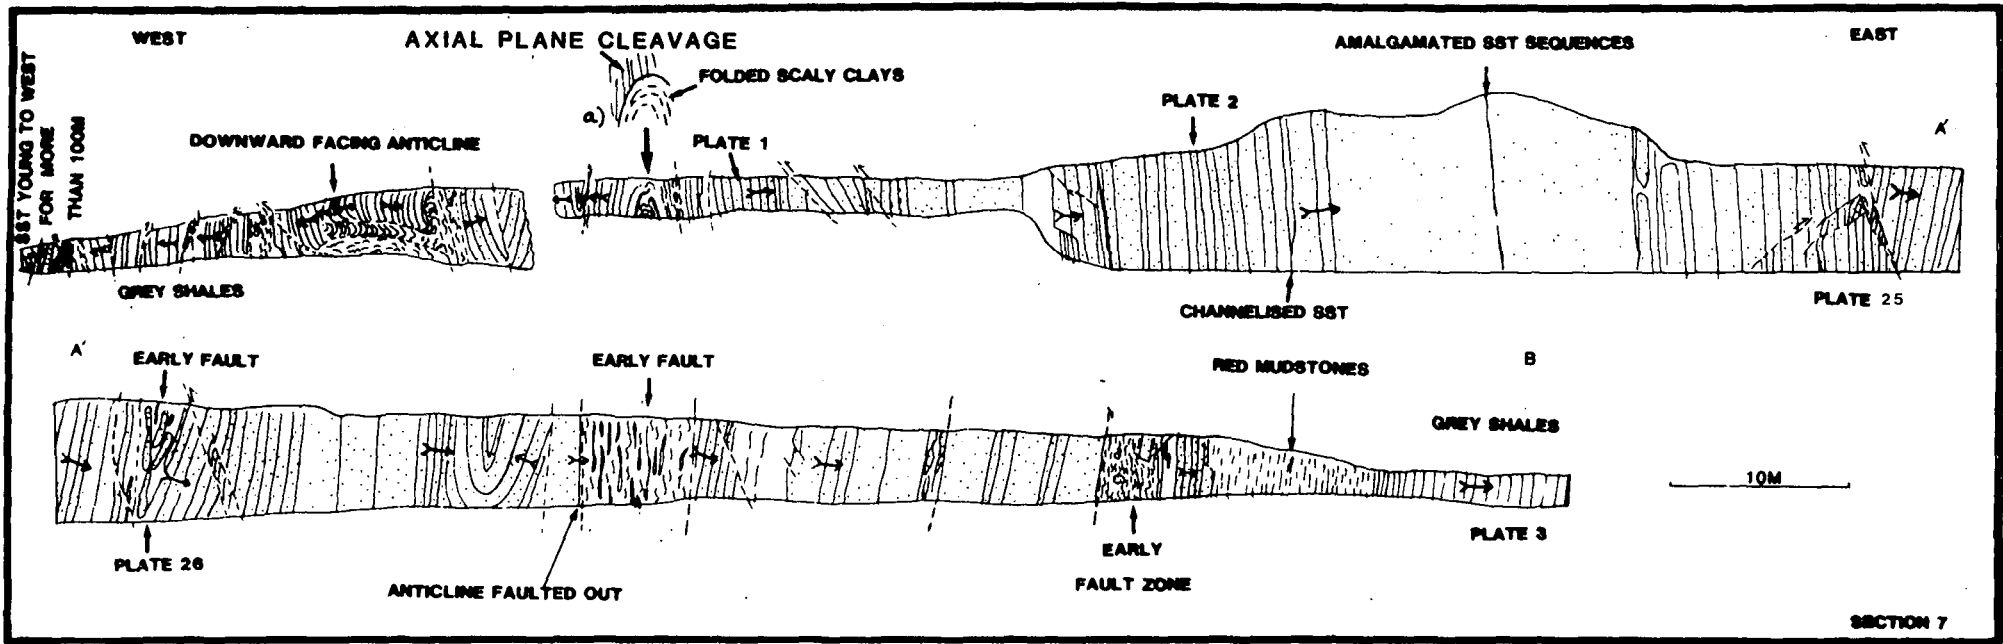 WEST
AXIAL PLANE CLEAVAGE
AMALGAMATED SST SEQUENCES
EAST
SST YOUNG TO WEST
FOR MORE
THAN 100M
FOLDED SCALY CLAYS
a)
PLATE 2
DOWNWARD FACING ANTICLINE
PLATE 1
A'
GREY SHALES
CHANNELISED SST
PLATE 25
A'
EARLY FAULT
EARLY FAULT
RED MUDSTONES
B
GREY SHALES
10M
PLATE 26
ANTICLINE FAULTED OUT
EARLY
FAULT ZONE
PLATE 3
SECTION 7